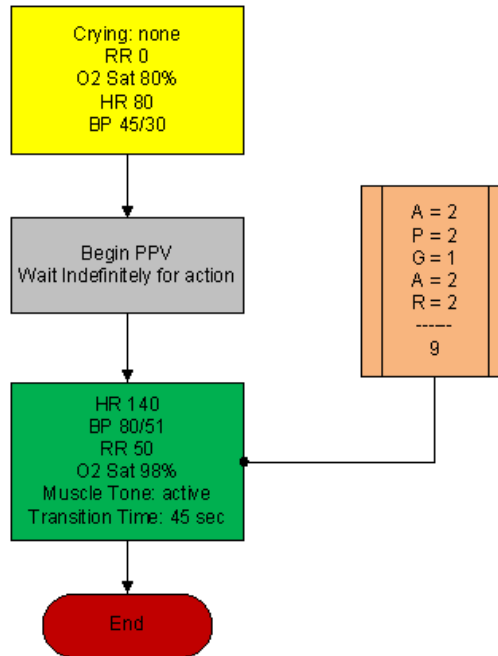 Crying: none
RR 0
O2 Sat 80%
HR 80
BP 45/30
Begin PPV
Wait Indefinitely for action
A = 2
P = 2
G = 1
A = 2
R = 2
------
9
HR 140
BP 80/51
RR 50
O2 Sat 98%
Muscle Tone: active
Transition Time: 45 sec
End